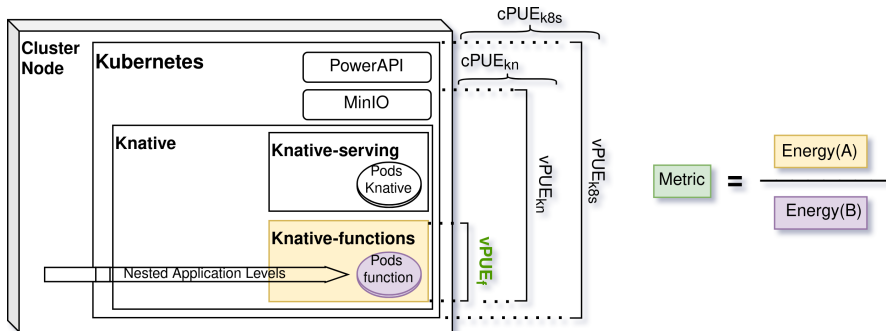 cPUEk8s
Cluster
Node
Kubernetes
PowerAPI
cPUEkn
MinIO
Knative
Knative-serving
Pods
Knative
Knative-functions
Pods
function
Nested Application Levels
vPUEf
vPUEkn
vPUEk8s
Metric
=
Energy(A)
Energy(B)